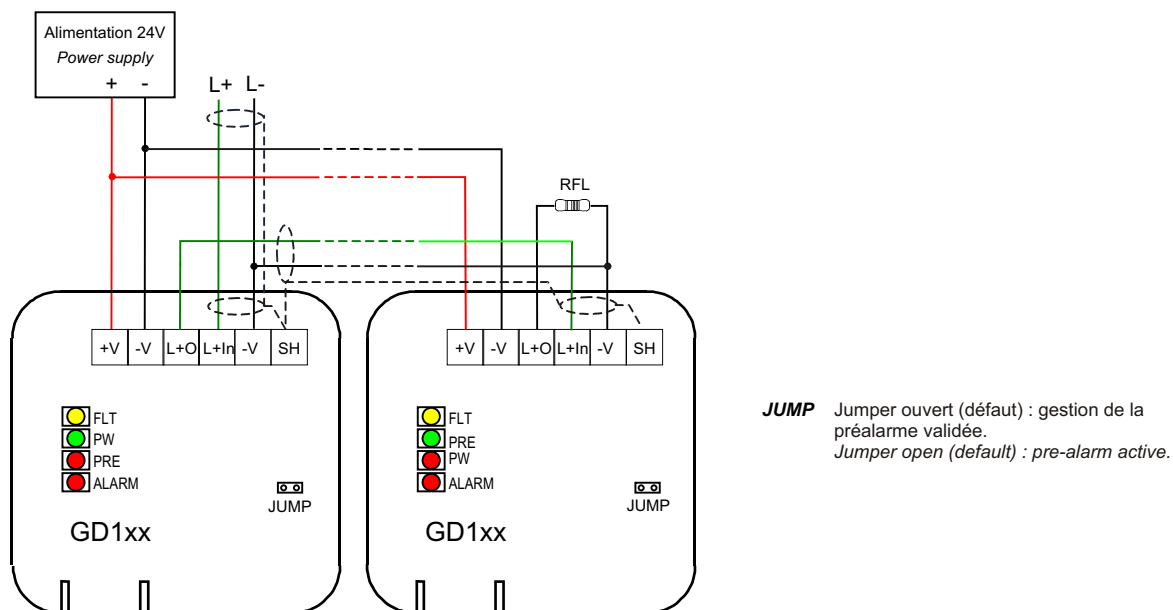 Alimentation 24V
Power supply
+ -
L+ L-
RFL
+V -V L+O L+In -V SH
+V -V L+O L+In -V SH
FLT
PW
PRE
ALARM
JUMP
GD1xx
FLT
PRE
PW
ALARM
JUMP
GD1xx
JUMP Jumper ouvert (défaut) : gestion de la
préalarme validée.
Jumper open (default) : pre-alarm active.